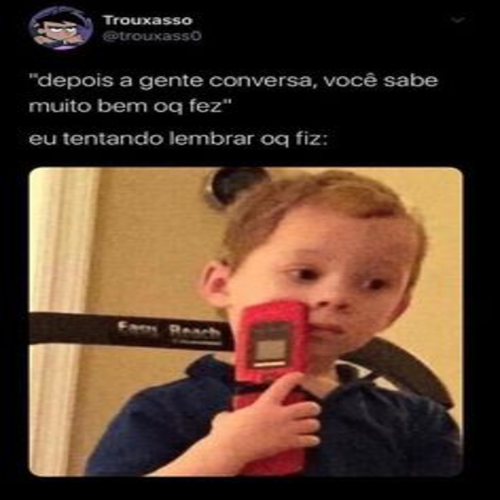 Trouxasso
@trouxass0
"depois a gente conversa, você sabe
muito bem oq fez"
eu tentando lembrar oq fiz:
Easy Reach